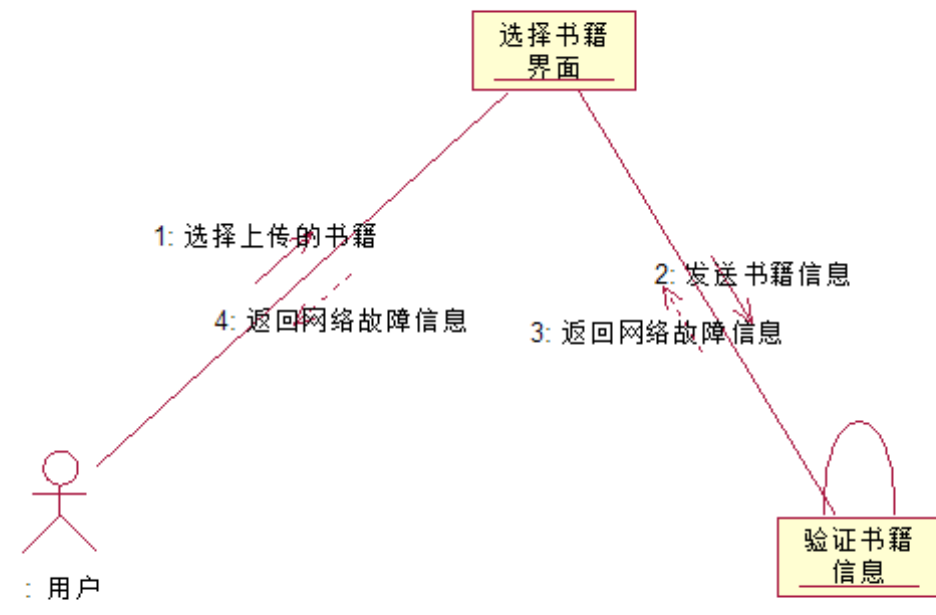 选择书籍
界面
1: 选择上传的书籍
2: 发送书籍信息
4: 返回网络故障信息
3: 返回网络故障信息
验证书籍
信息
: 用户